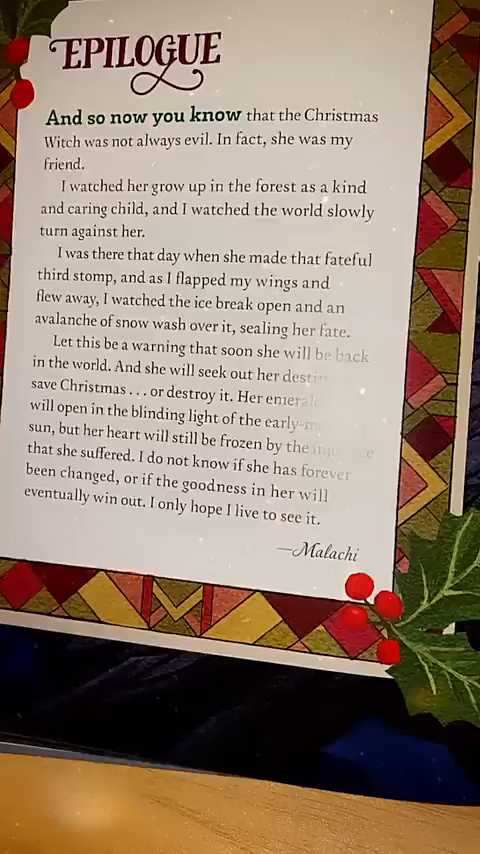 EPILOGUE
And so now you know that the Christmas
Witch was not always evil. In fact, she was my
friend.
I watched her grow up in the forest as a kind
and caring child, and I watched the world slowly
turn against her.
I was there that day when she made that fateful
third stomp, and as I flapped my wings and
flew away, I watched the ice break open and an
avalanche of snow wash over it, sealing her fate.
Let this be a warning that soon she will be back
in the world. And she will seek out her
save Christmas . . . or destroy it. Her
will open in the blinding light of the
sun, but her heart will still be frozen by the
that she suffered. I do not know if she has forever
been changed, or if the goodness in her will
eventually win out. I only hope I live to see it.
—Malachi